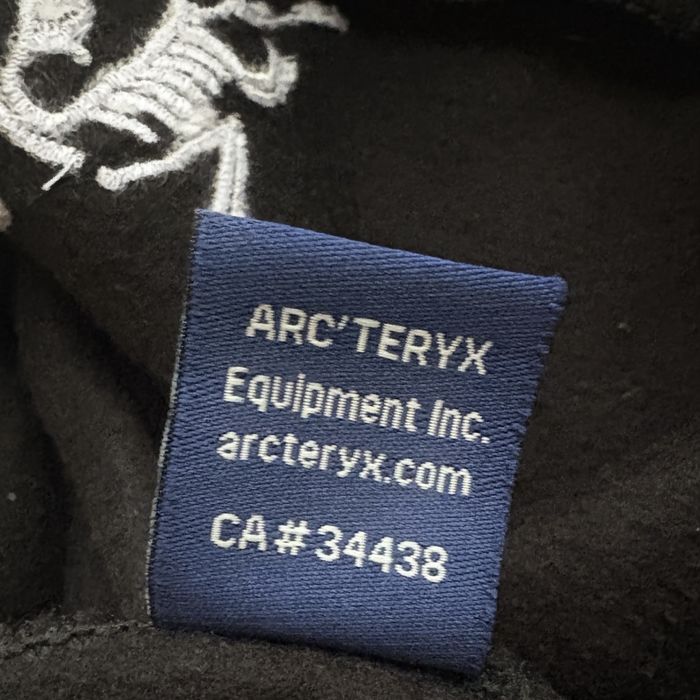 ARC'TERYX
Equipment Inc.
arcteryx.com
CA#34438